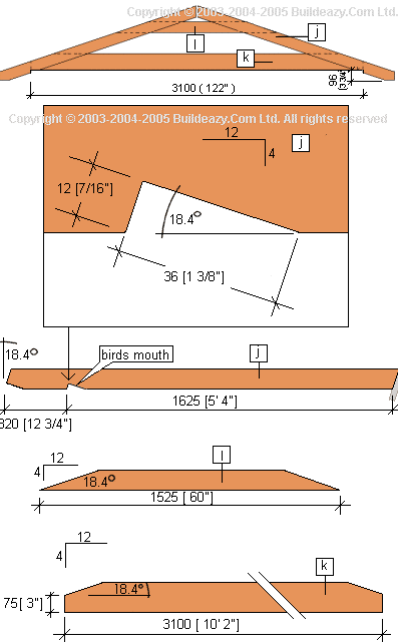 Copyright © 2003-2004-2005 Buildeazy.Com Ltd.
j
l
k
3100 (122")
96
Copyright © 2003-2004-2005 Buildeazy.Com Ltd. All rights reserved
12
4
j
12 [7/16"]
18.4°
36 [1 3/8"]
18.4°
birds mouth
j
1625 [5' 4"]
320 [12 3/4"]
12
4
18.4°
l
1525 [ 60"]
12
4
k
18.4°
75[ 3"]
3100 [ 10' 2"]